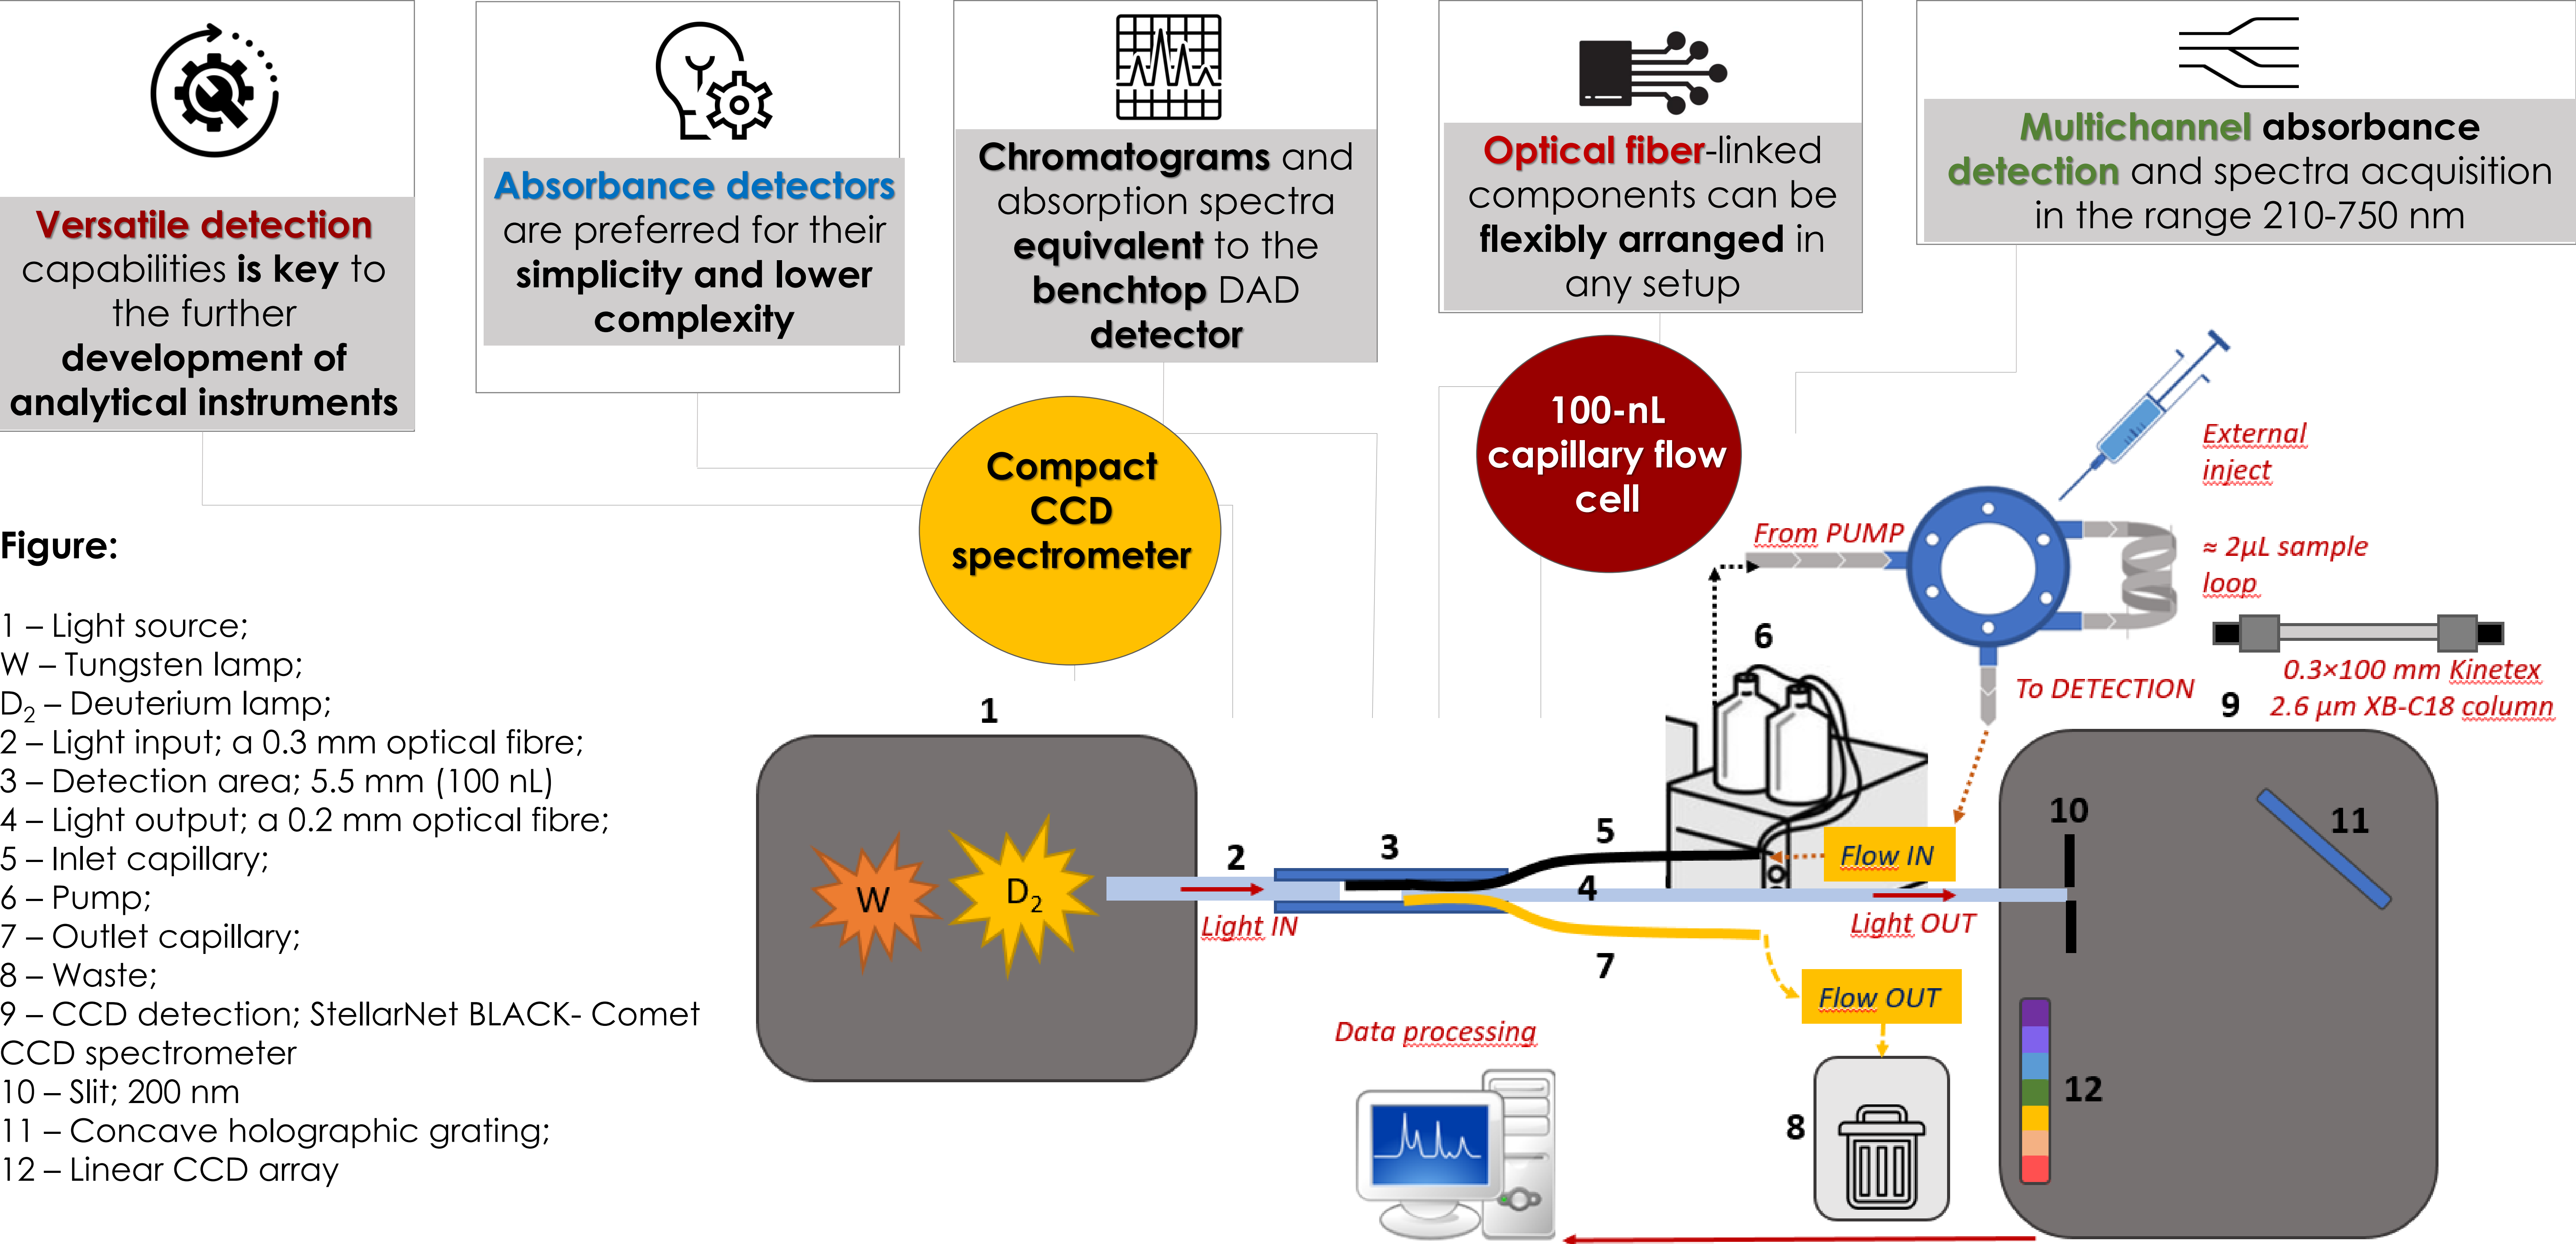 Versatile detection
capabilities is key to
the further
development of
analytical instruments
Absorbance detectors
are preferred for their
simplicity and lower
complexity
Chromatograms and
absorption spectra
equivalent to the
benchtop DAD
detector
Optical fiber-linked
components can be
flexibly arranged in
any setup
Multichannel absorbance
detection and spectra acquisition
in the range 210-750 nm
Compact
CCD
spectrometer
100-nL
capillary flow
cell
External
inject
From PUMP
≈ 2µL sample
loop
0.3×100 mm Kinetex
2.6 µm XB-C18 column
To DETECTION
Figure:
1 – Light source;
W – Tungsten lamp;
D2 – Deuterium lamp;
2 – Light input; a 0.3 mm optical fibre;
3 – Detection area; 5.5 mm (100 nL)
4 – Light output; a 0.2 mm optical fibre;
5 – Inlet capillary;
6 – Pump;
7 – Outlet capillary;
8 – Waste;
9 – CCD detection; StellarNet BLACK- Comet
CCD spectrometer
10 – Slit; 200 nm
11 – Concave holographic grating;
12 – Linear CCD array
1
W
D2
2
Light IN
3
5
4
6
7
Flow IN
Light OUT
Flow OUT
8
9
10
11
12
Data processing